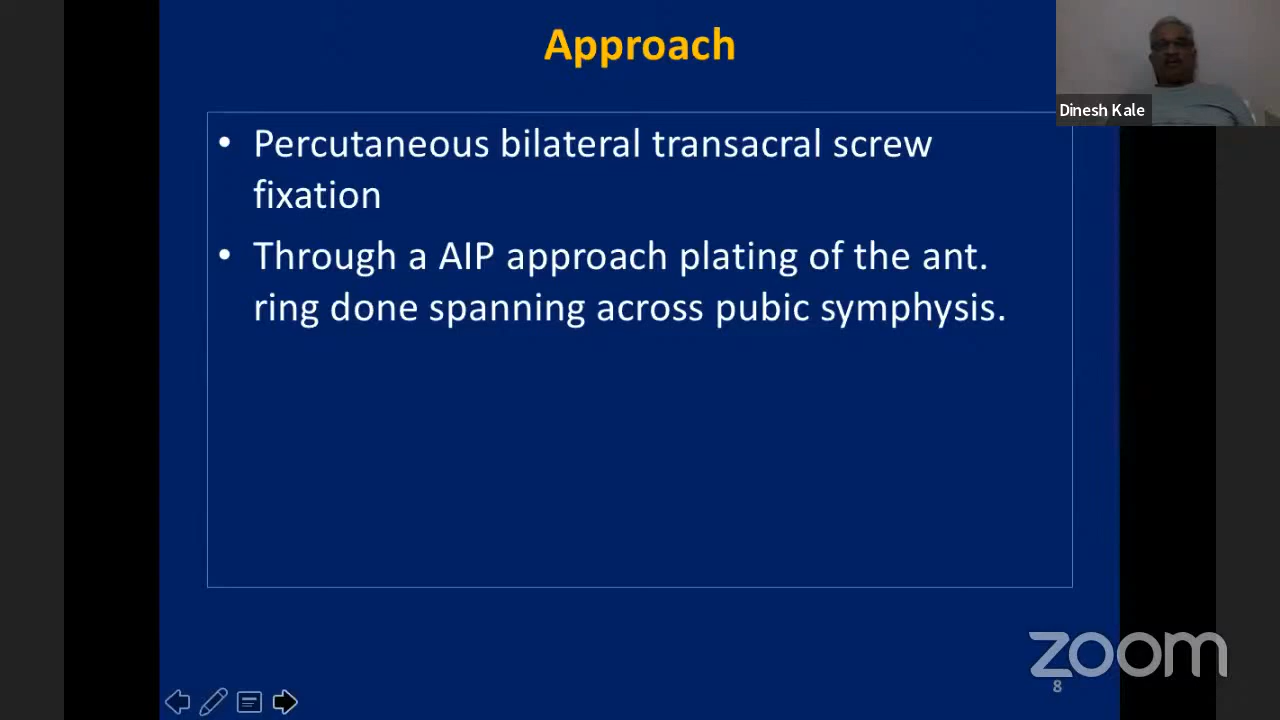 Approach
Dinesh Kale
• Percutaneous bilateral transacral screw
fixation
• Through a AIP approach plating of the ant.
ring done spanning across pubic symphysis.
zoom
8